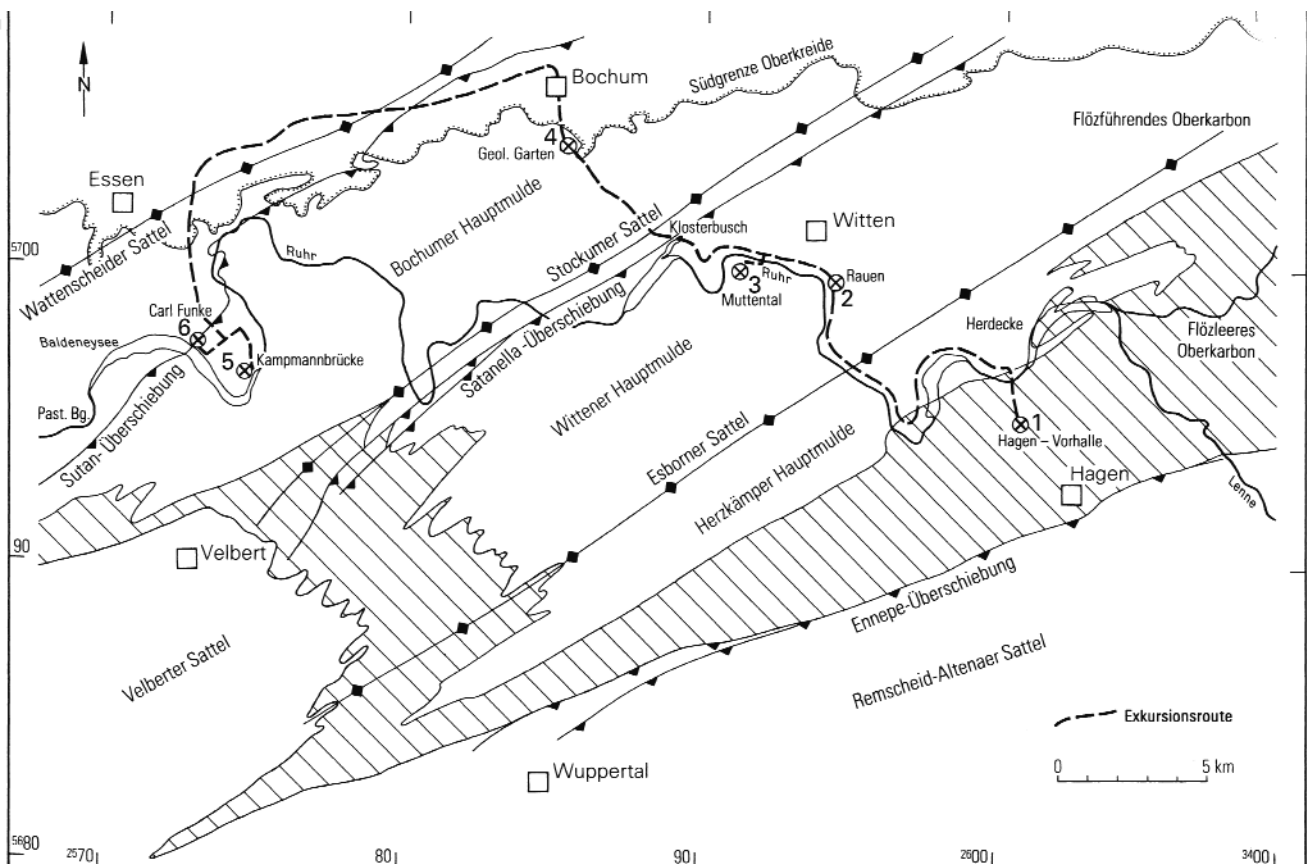 N
Bochum
Südgrenze Oberkreide
4
Geol. Garten
Flözführendes Oberkarbon
Essen
Bochumer Hauptmulde
Stockumer Sattel
Klosterbusch
Witten
5700
Wattenscheider Sattel
Ruhr
3
Ruhr
Muttental
Rauen
2
Carl Funke
6
Baldeneysee
5
Kampmannbrücke
Satanella-Überschiebung
Herdecke
Flözleeres
Oberkarbon
Past. Bg.
Sutan-Überschiebung
Wittener Hauptmulde
Esborner Sattel
1
Hagen – Vorhalle
Herzkämper Hauptmulde
Hagen
Lenne
90
Velbert
Ennepe-Überschiebung
Velberter Sattel
Remscheid-Altenaer Sattel
Exkursionsroute
Wuppertal
0 5 km
5680
2570
80
90
2600
3400